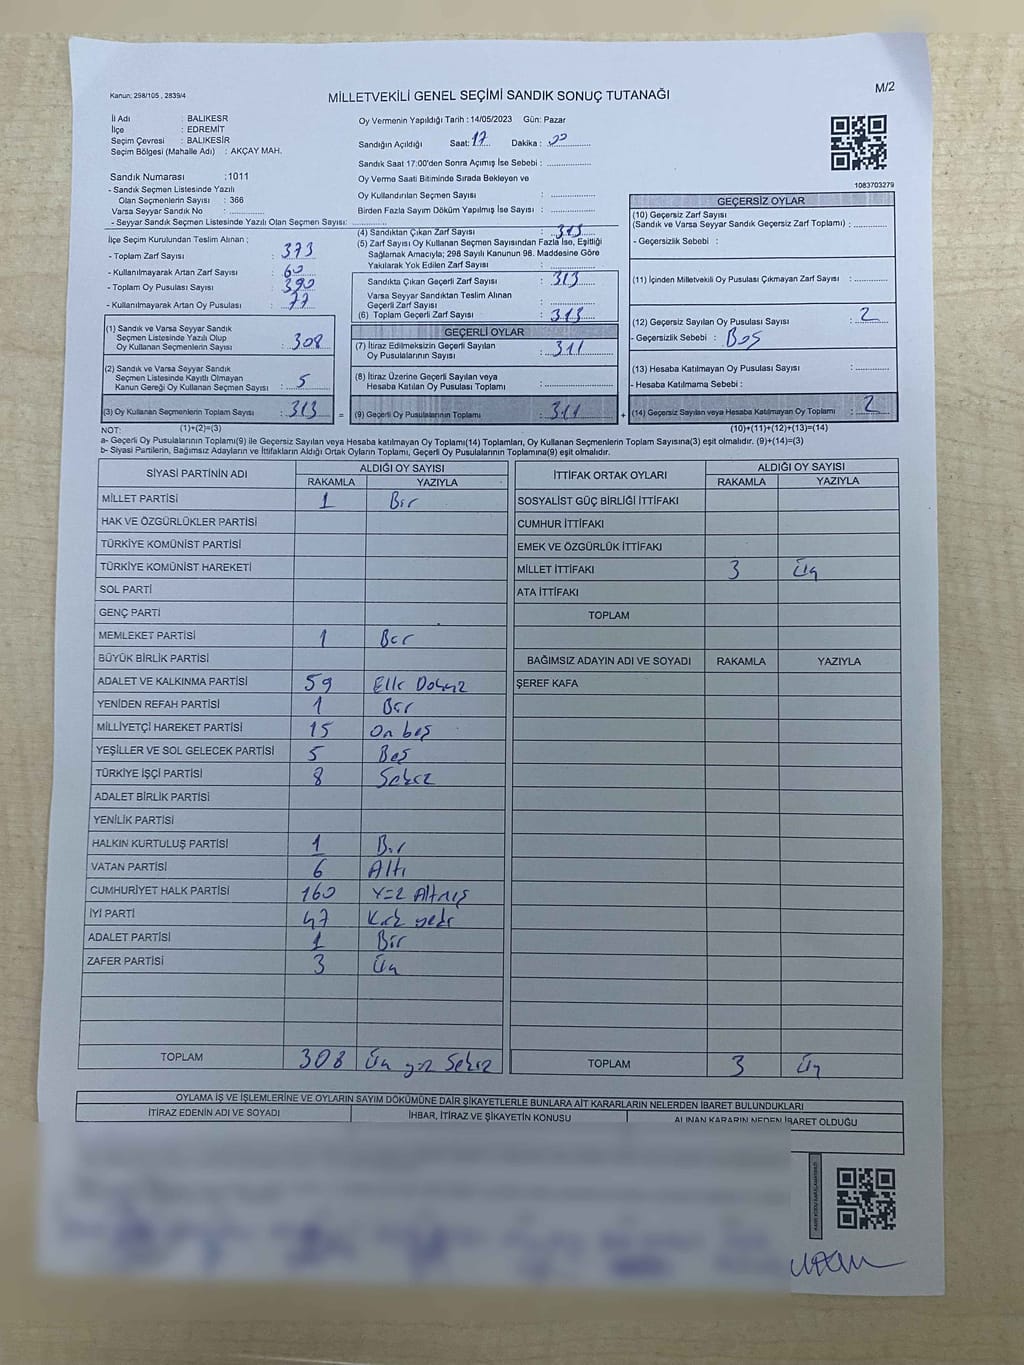 Kanun: 298/105 , 2839/4
MİLLETVEKİLİ GENEL SEÇİMİ SANDIK SONUÇ TUTANAĞI
M/2
İl Adı : BALIKESR
İlçe : EDREMİT
Seçim Çevresi : BALIKESİR
Seçim Bölgesi (Mahalle Adı) : AKÇAY MAH.
Sandık Numarası :1011
- Sandık Seçmen Listesinde Yazılı
Olan Seçmenlerin Sayısı : 366
Varsa Seyyar Sandık No :
- Seyyar Sandık Seçmen Listesinde Yazılı Olan Seçmen Sayısı:
İlçe Seçim Kurulundan Teslim Alınan ;
- Toplam Zarf Sayısı : 373
- Kullanılmayarak Artan Zarf Sayısı : 60
- Toplam Oy Pusulası Sayısı : 390
- Kullanılmayarak Artan Oy Pusulası : 77
Oy Vermenin Yapıldığı Tarih : 14/05/2023 Gün: Pazar
Sandığın Açıldığı Saat: 17 Dakika : 00
Sandık Saat 17:00'den Sonra Açımış İse Sebebi :
Oy Verme Saati Bitiminde Sırada Bekleyen ve
Oy Kullandırılan Seçmen Sayısı :
Birden Fazla Sayım Döküm Yapılmış İse Sayısı :
(4) Sandıktan Çıkan Zarf Sayısı : 313
(5) Zarf Sayısı Oy Kullanan Seçmen Sayısından Fazla İse, Eşitliği
Sağlamak Amacıyla; 298 Sayılı Kanunun 98. Maddesine Göre
Yakılarak Yok Edilen Zarf Sayısı :
Sandıkta Çıkan Geçerli Zarf Sayısı : 313
Varsa Seyyar Sandıktan Teslim Alınan
Geçerli Zarf Sayısı :
(6) Toplam Geçerli Zarf Sayısı : 313
1083703279
GEÇERSİZ OYLAR
(10) Geçersiz Zarf Sayısı
(Sandık ve Varsa Seyyar Sandık Geçersiz Zarf Toplamı) :
- Geçersizlik Sebebi :
(11) İçinden Milletvekili Oy Pusulası Çıkmayan Zarf Sayısı :
(12) Geçersiz Sayılan Oy Pusulası Sayısı : 2
- Geçersizlik Sebebi : Boş
(13) Hesaba Katılmayan Oy Pusulası Sayısı :
- Hesaba Katılmama Sebebi :
(14) Geçersiz Sayılan veya Hesaba Katılmayan Oy Toplamı : 2
(10)+(11)+(12)+(13)=(14)
(1) Sandık ve Varsa Seyyar Sandık
Seçmen Listesinde Yazılı Olup
Oy Kullanan Seçmenlerin Sayısı : 308
(2) Sandık ve Varsa Seyyar Sandık
Seçmen Listesinde Kayıtlı Olmayan
Kanun Gereği Oy Kullanan Seçmen Sayısı : 5
(3) Oy Kullanan Seçmenlerin Toplam Sayısı : 313 =
(1)+(2)=(3)
GEÇERLİ OYLAR
(7) İtiraz Edilmeksizin Geçerli Sayılan
Oy Pusulalarının Sayısı : 311
(8) İtiraz Üzerine Geçerli Sayılan veya
Hesaba Katılan Oy Pusulası Toplamı :
(9) Geçerli Oy Pusulalarının Toplamı : 311 +
NOT:
a- Geçerli Oy Pusulalarının Toplamı(9) ile Geçersiz Sayılan veya Hesaba katılmayan Oy Toplamı(14) Toplamları, Oy Kullanan Seçmenlerin Toplam Sayısına(3) eşit olmalıdır. (9)+(14)=(3)
b- Siyasi Partilerin, Bağımsız Adayların ve İttifakların Aldığı Ortak Oyların Toplamı, Geçerli Oy Pusulalarının Toplamına(9) eşit olmalıdır.
SİYASİ PARTİNİN ADI ALDIĞI OY SAYISI
RAKAMLA YAZIYLA
MİLLET PARTİSİ 1 Bir
HAK VE ÖZGÜRLÜKLER PARTİSİ
TÜRKİYE KOMÜNİST PARTİSİ
TÜRKİYE KOMÜNİST HAREKETİ
SOL PARTİ
GENÇ PARTİ
MEMLEKET PARTİSİ 1 Bir
BÜYÜK BİRLİK PARTİSİ
ADALET VE KALKINMA PARTİSİ 59 Elli Dokuz
YENİDEN REFAH PARTİSİ 1 Bir
MİLLİYETÇİ HAREKET PARTİSİ 15 On beş
YEŞİLLER VE SOL GELECEK PARTİSİ 5 Beş
TÜRKİYE İŞÇİ PARTİSİ 8 Sekiz
ADALET BİRLİK PARTİSİ
YENİLİK PARTİSİ
HALKIN KURTULUŞ PARTİSİ 1 Bir
VATAN PARTİSİ 6 Altı
CUMHURİYET HALK PARTİSİ 160 Yüz Altmış
İYİ PARTİ 47 Kırk yedi
ADALET PARTİSİ 1 Bir
ZAFER PARTİSİ 3 Üç
TOPLAM 308 Üç yüz Sekiz
İTTİFAK ORTAK OYLARI ALDIĞI OY SAYISI
RAKAMLA YAZIYLA
SOSYALİST GÜÇ BİRLİĞİ İTTİFAKI
CUMHUR İTTİFAKI
EMEK VE ÖZGÜRLÜK İTTİFAKI
MİLLET İTTİFAKI 3 Üç
ATA İTTİFAKI
TOPLAM
BAĞIMSIZ ADAYIN ADI VE SOYADI RAKAMLA YAZIYLA
ŞEREF KAFA
TOPLAM 3 Üç
OYLAMA İŞ VE İŞLEMLERİNE VE OYLARIN SAYIM DÖKÜMÜNE DAİR ŞİKAYETLERLE BUNLARA AİT KARARLARIN NELERDEN İBARET BULUNDUKLARI
İTİRAZ EDENİN ADI VE SOYADI İHBAR, İTİRAZ VE ŞİKAYETİN KONUSU ALINAN KARARIN NEDEN İBARET OLDUĞU